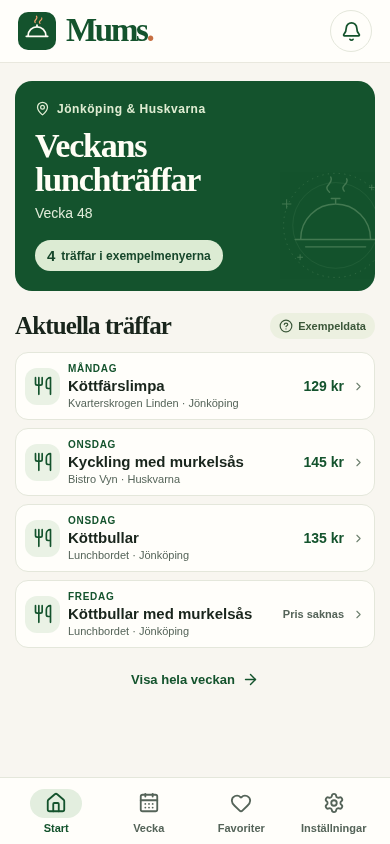 Mums.
Jönköping & Huskvarna
Veckans
lunchträffar
Vecka 48
4 träffar i exempelmenyerna
Aktuella träffar
Exempeldata
MÅNDAG
Köttfärslimpa
129 kr
Kvarterskrogen Linden · Jönköping
ONSDAG
Kyckling med murkelsås
145 kr
Bistro Vyn · Huskvarna
ONSDAG
Köttbullar
135 kr
Lunchbordet · Jönköping
FREDAG
Köttbullar med murkelsås
Pris saknas
Lunchbordet · Jönköping
Visa hela veckan
Start
Vecka
Favoriter
Inställningar